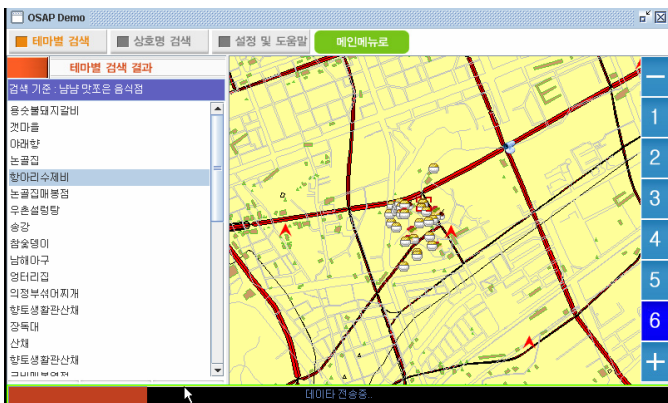 OSAP Demo
테마별 검색
상호명 검색
설정 및 도움말
메인메뉴로
테마별 검색 결과
검색 기준 : 냠냠 맛포은 음식점
용숫불돼지갈비
갯마을
야래향
논골집
항아리수제비
논골집매봉점
우촌설렁탕
송강
참숯뎅이
남해아구
엉터리집
의정부섞어찌개
향토생활관산채
장독대
산채
향토생활관산채
1
2
3
4
5
6
데이타 전송중..